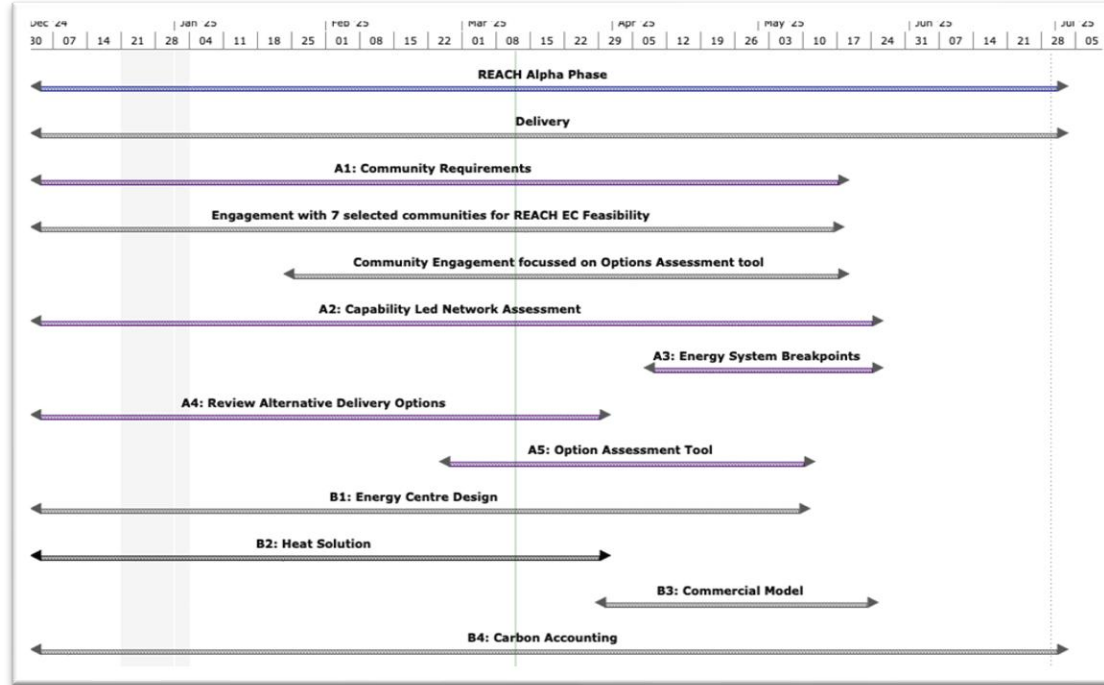 Dec '24 Jan '25 Feb '25 Mar '25 Apr '25 May '25 Jun '25 Jul '25
30 07 14 21 28 04 11 18 25 01 08 15 22 01 08 15 22 29 05 12 19 26 03 10 17 24 31 07 14 21 28 05
REACH Alpha Phase
Delivery
A1: Community Requirements
Engagement with 7 selected communities for REACH EC Feasibility
Community Engagement focussed on Options Assessment tool
A2: Capability Led Network Assessment
A3: Energy System Breakpoints
A4: Review Alternative Delivery Options
A5: Option Assessment Tool
B1: Energy Centre Design
B2: Heat Solution
B3: Commercial Model
B4: Carbon Accounting